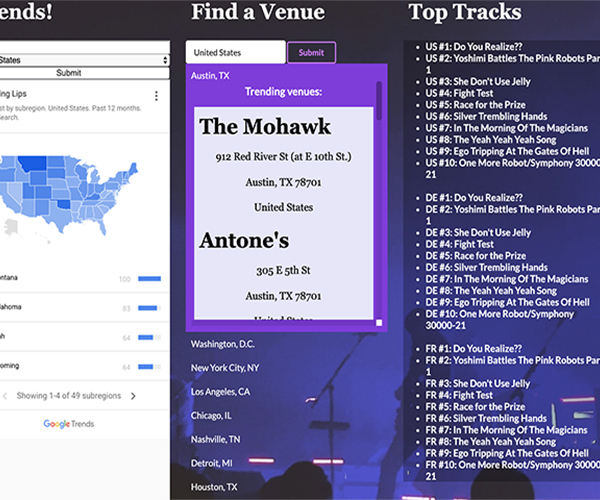 ends!
States
Submit
ng Lips
st by subregion. United States. Past 12 months.
earch.
ontana 100
lahoma 83
ah 64
oming 64
Showing 1-4 of 49 subregions
Google Trends
Find a Venue
United States
Submit
Austin, TX
Trending venues:
The Mohawk
912 Red River St (at E 10th St.)
Austin, TX 78701
United States
Antone's
305 E 5th St
Austin, TX 78701
United States
Washington, D.C.
New York City, NY
Los Angeles, CA
Chicago, IL
Nashville, TN
Detroit, MI
Houston, TX
Top Tracks
US #1: Do You Realize??
US #2: Yoshimi Battles The Pink Robots Par
1
US #3: She Don't Use Jelly
US #4: Fight Test
US #5: Race for the Prize
US #6: Silver Trembling Hands
US #7: In The Morning Of The Magicians
US #8: The Yeah Yeah Yeah Song
US #9: Ego Tripping At The Gates Of Hell
US #10: One More Robot/Symphony 30000-
21
DE #1: Do You Realize??
DE #2: Yoshimi Battles The Pink Robots Par
1
DE #3: She Don't Use Jelly
DE #4: Fight Test
DE #5: Race for the Prize
DE #6: Silver Trembling Hands
DE #7: In The Morning Of The Magicians
DE #8: The Yeah Yeah Yeah Song
DE #9: Ego Tripping At The Gates Of Hell
DE #10: One More Robot/Symphony
30000-21
FR #1: Do You Realize??
FR #2: Yoshimi Battles The Pink Robots Par
1
FR #3: She Don't Use Jelly
FR #4: Fight Test
FR #5: Race for the Prize
FR #6: Silver Trembling Hands
FR #7: In The Morning Of The Magicians
FR #8: The Yeah Yeah Yeah Song
FR #9: Ego Tripping At The Gates Of Hell
FR #10: One More Robot/Symphony 30000-
21